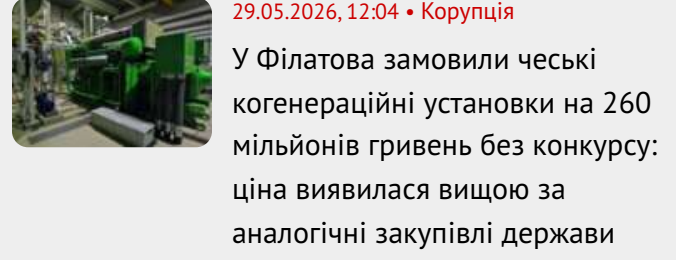 29.05.2026, 12:04 • Корупція
У Філатова замовили чеські
когенераційні установки на 260
мільйонів гривень без конкурсу:
ціна виявилася вищою за
аналогічні закупівлі держави